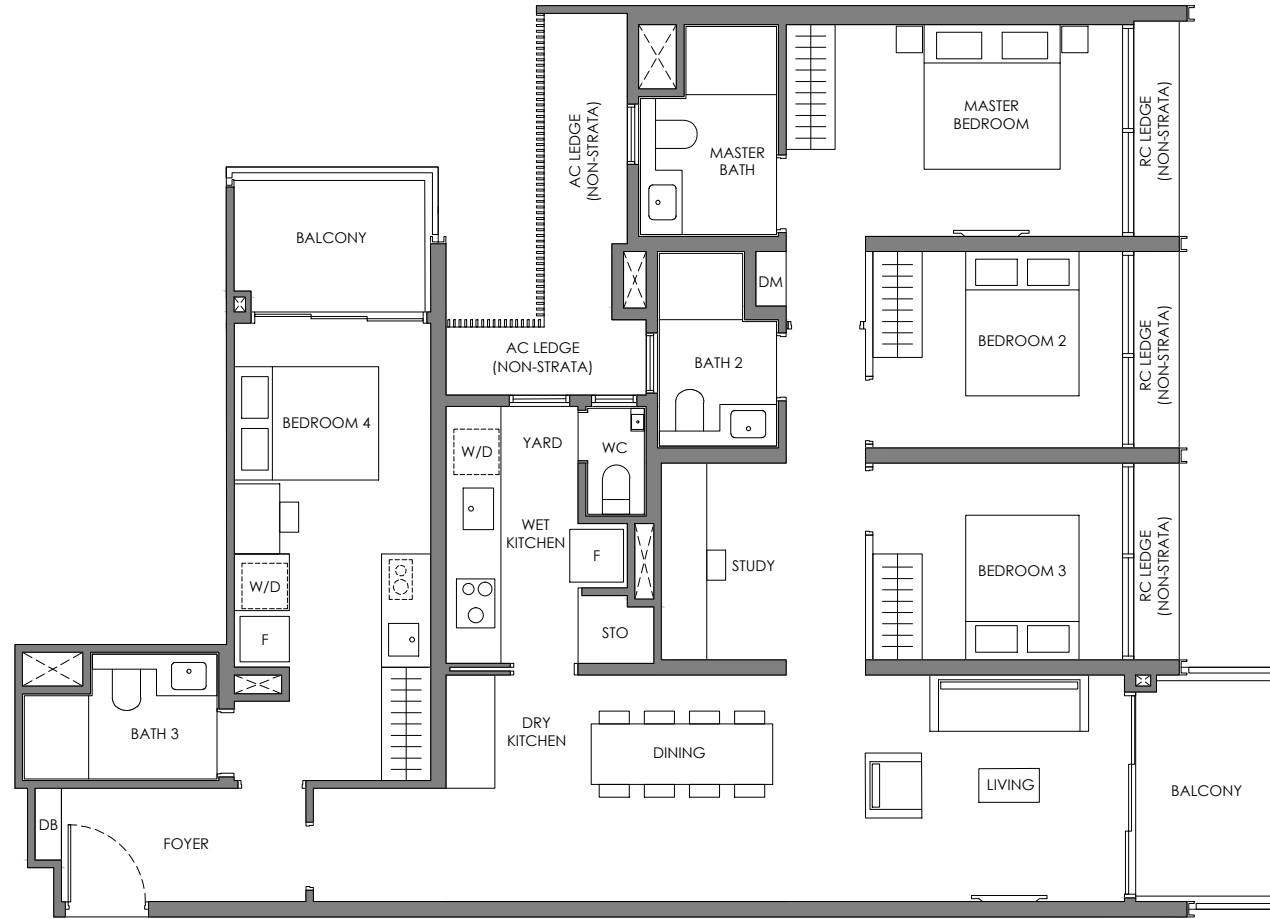 AC LEDGE
(NON-STRATA)
MASTER
BEDROOM
RC LEDGE
(NON-STRATA)
MASTER
BATH
BALCONY
DM
BEDROOM 2
RC LEDGE
(NON-STRATA)
AC LEDGE
(NON-STRATA)
BATH 2
BEDROOM 4
W/D
YARD
WC
WET
KITCHEN
F
STUDY
BEDROOM 3
RC LEDGE
(NON-STRATA)
W/D
F
STO
BATH 3
DRY
KITCHEN
DINING
LIVING
BALCONY
DB
FOYER